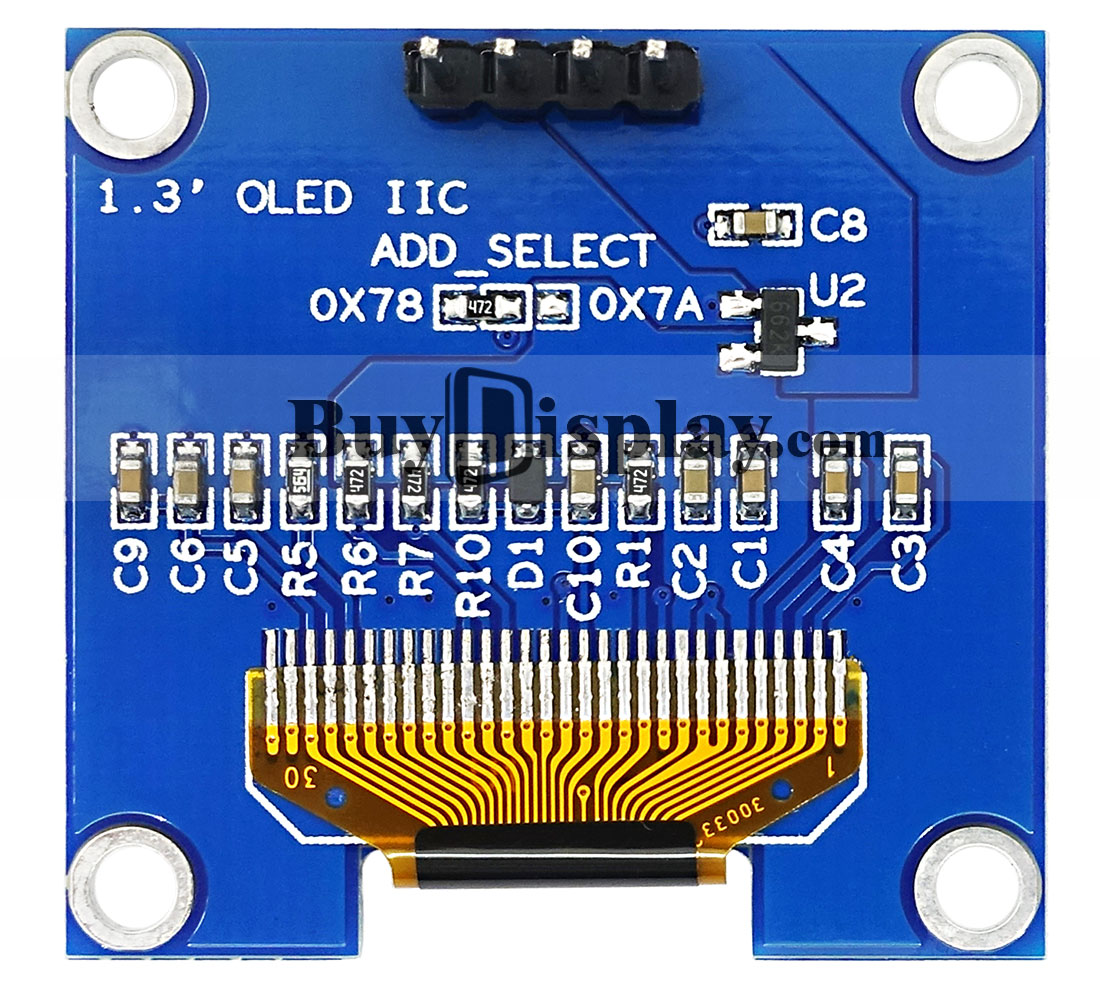 1.3' OLED IIC
C8
ADD_SELECT
U2
0X78 472 0X7A
662K
BuyDisplay.com
564 472 472 472 472
C9 C6 C5 R5 R6 R7 R10 D1 C10 R1 C2 C1 C4 C3
30 1
30033